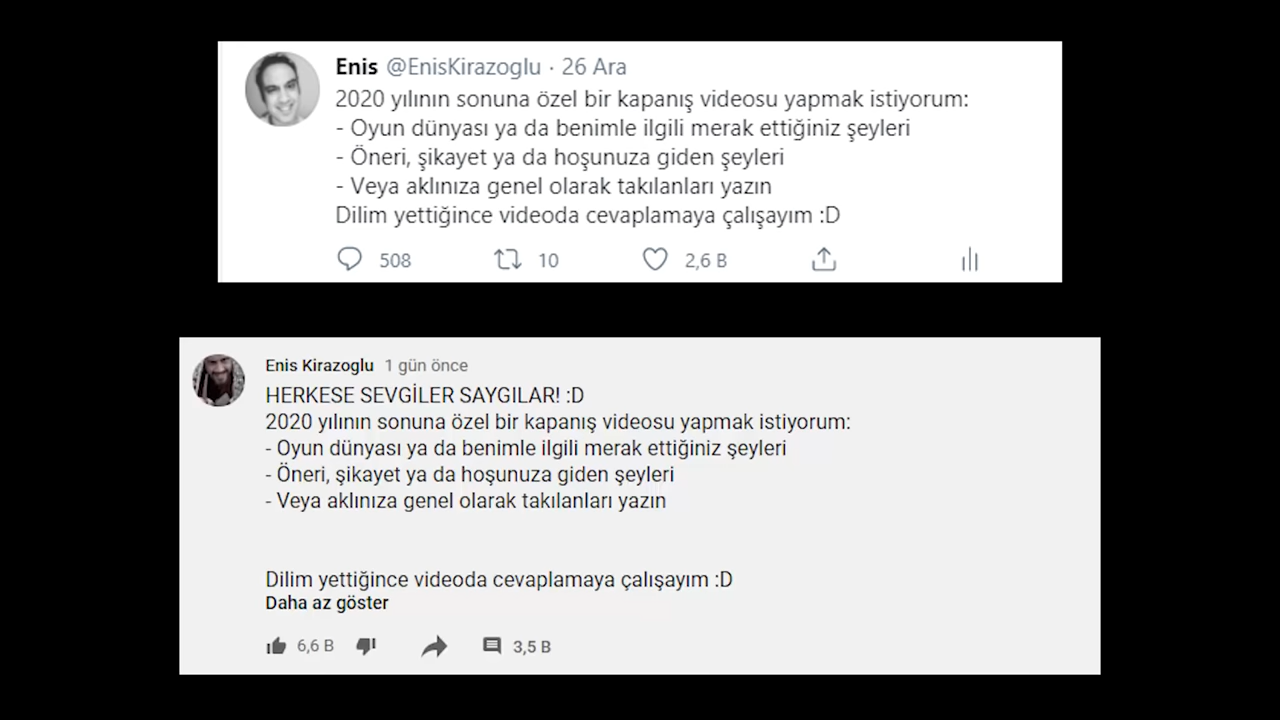 Enis @EnisKirazoglu · 26 Ara
2020 yılının sonuna özel bir kapanış videosu yapmak istiyorum:
- Oyun dünyası ya da benimle ilgili merak ettiğiniz şeyleri
- Öneri, şikayet ya da hoşunuza giden şeyleri
- Veya aklınıza genel olarak takılanları yazın
Dilim yettiğince videoda cevaplamaya çalışayım :D
508 10 2,6 B
Enis Kirazoglu 1 gün önce
HERKESE SEVGİLER SAYGILAR! :D
2020 yılının sonuna özel bir kapanış videosu yapmak istiyorum:
- Oyun dünyası ya da benimle ilgili merak ettiğiniz şeyleri
- Öneri, şikayet ya da hoşunuza giden şeyleri
- Veya aklınıza genel olarak takılanları yazın
Dilim yettiğince videoda cevaplamaya çalışayım :D
Daha az göster
6,6 B 3,5 B